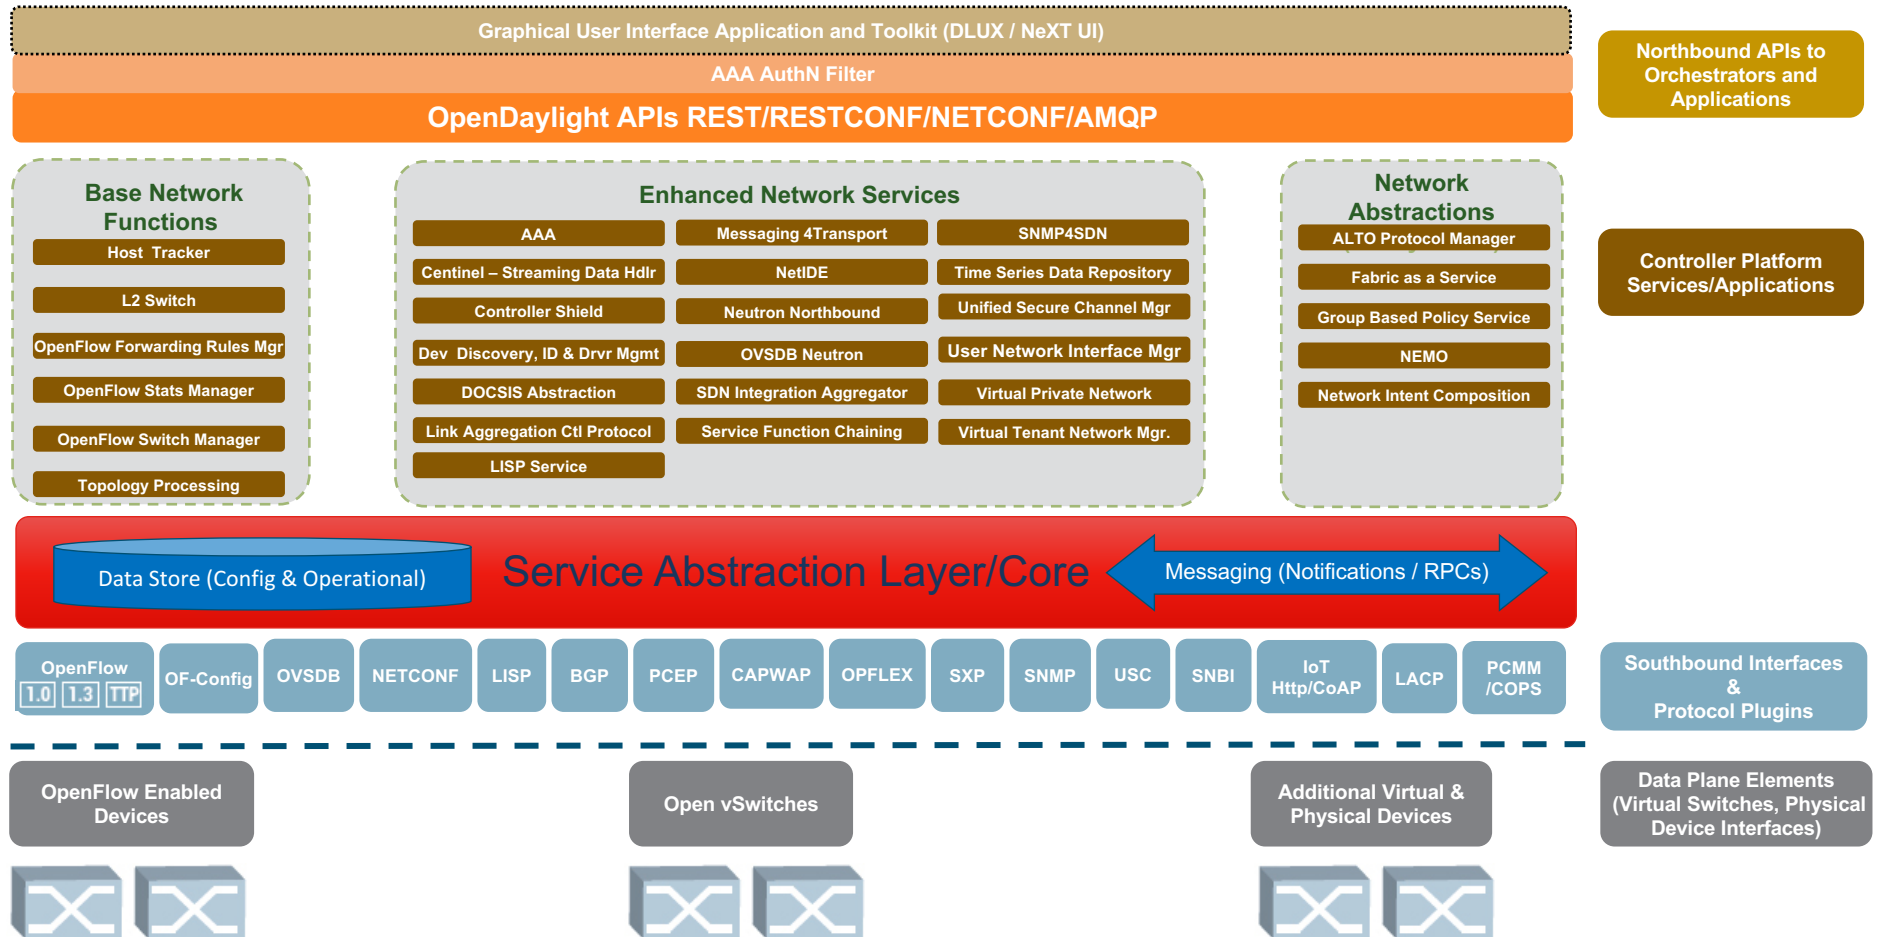 Graphical User Interface Application and Toolkit (DLUX / NeXT UI)
AAA AuthN Filter
OpenDaylight APIs REST/RESTCONF/NETCONF/AMQP
Northbound APIs to
Orchestrators and
Applications
Base Network
Functions
Host Tracker
L2 Switch
OpenFlow Forwarding Rules Mgr
OpenFlow Stats Manager
OpenFlow Switch Manager
Topology Processing
Enhanced Network Services
AAA
Centinel – Streaming Data Hdlr
Controller Shield
Dev Discovery, ID & Drvr Mgmt
DOCSIS Abstraction
Link Aggregation Ctl Protocol
LISP Service
Messaging 4Transport
NetIDE
Neutron Northbound
OVSDB Neutron
SDN Integration Aggregator
Service Function Chaining
SNMP4SDN
Time Series Data Repository
Unified Secure Channel Mgr
User Network Interface Mgr
Virtual Private Network
Virtual Tenant Network Mgr.
Network
Abstractions
ALTO Protocol Manager
Fabric as a Service
Group Based Policy Service
NEMO
Network Intent Composition
Controller Platform
Services/Applications
Data Store (Config & Operational)
Service Abstraction Layer/Core
Messaging (Notifications / RPCs)
OpenFlow
1.0 1.3 TTP
OF-Config
OVSDB
NETCONF
LISP
BGP
PCEP
CAPWAP
OPFLEX
SXP
SNMP
USC
SNBI
IoT
Http/CoAP
LACP
PCMM
/COPS
Southbound Interfaces
&
Protocol Plugins
OpenFlow Enabled
Devices
Open vSwitches
Additional Virtual &
Physical Devices
Data Plane Elements
(Virtual Switches, Physical
Device Interfaces)